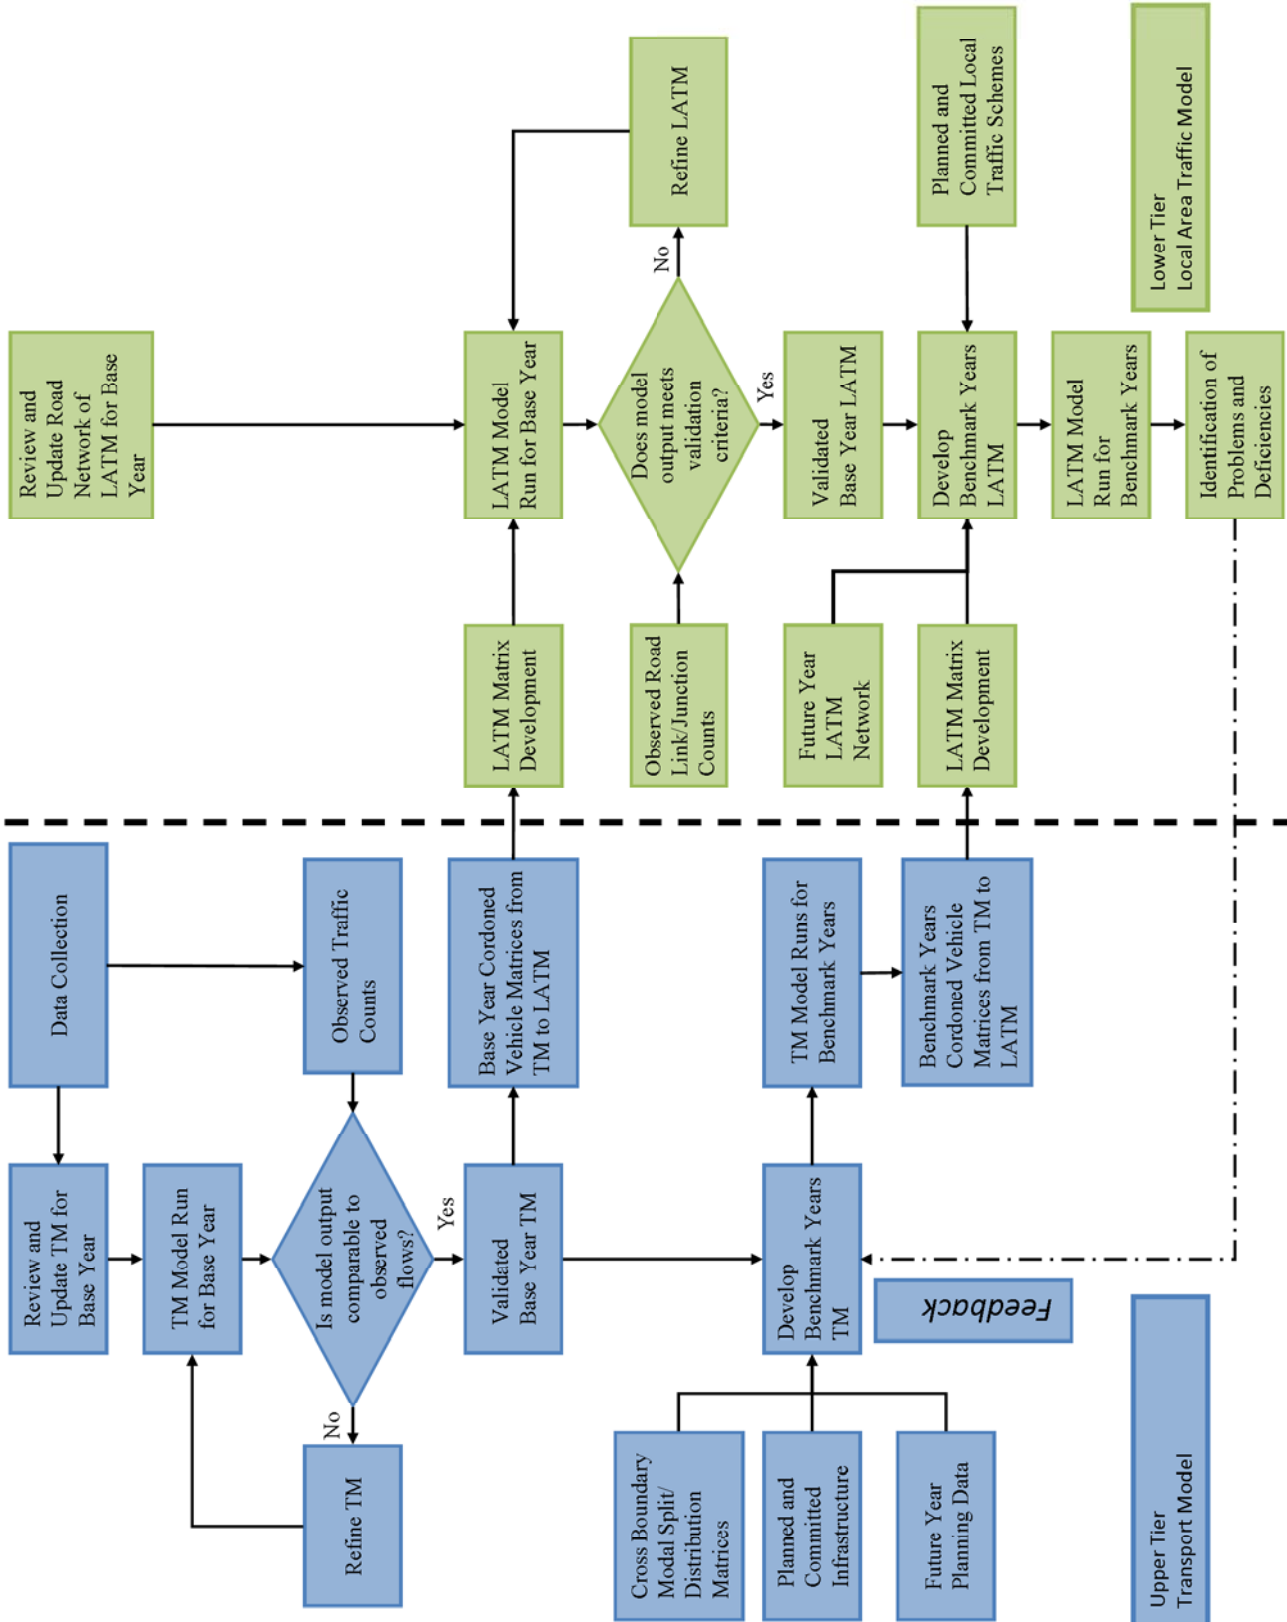 Data Collection
Review and
Update TM for
Base Year
TM Model Run
for Base Year
Observed Traffic
Counts
Is model output
comparable to
observed
flows?
No
Refine TM
Yes
Validated
Base Year TM
Base Year Cordoned
Vehicle Matrices from
TM to LATM
Cross Boundary
Modal Split/
Distribution
Matrices
Planned and
Committed
Infrastructure
Future Year
Planning Data
Develop
Benchmark Years
TM
TM Model Runs for
Benchmark Years
Benchmark Years
Cordoned Vehicle
Matrices from TM to
LATM
Feedback
Upper Tier
Transport Model
Review and
Update Road
Network of
LATM for Base
Year
LATM Matrix
Development
LATM Model
Run for Base Year
Observed Road
Link/Junction
Counts
Does model
output meets
validation
criteria?
No
Refine LATM
Yes
Validated
Base Year LATM
Future Year
LATM
Network
LATM Matrix
Development
Develop
Benchmark Years
LATM
Planned and
Committed Local
Traffic Schemes
LATM Model
Run for
Benchmark Years
Identification of
Problems and
Deficiencies
Lower Tier
Local Area Traffic Model